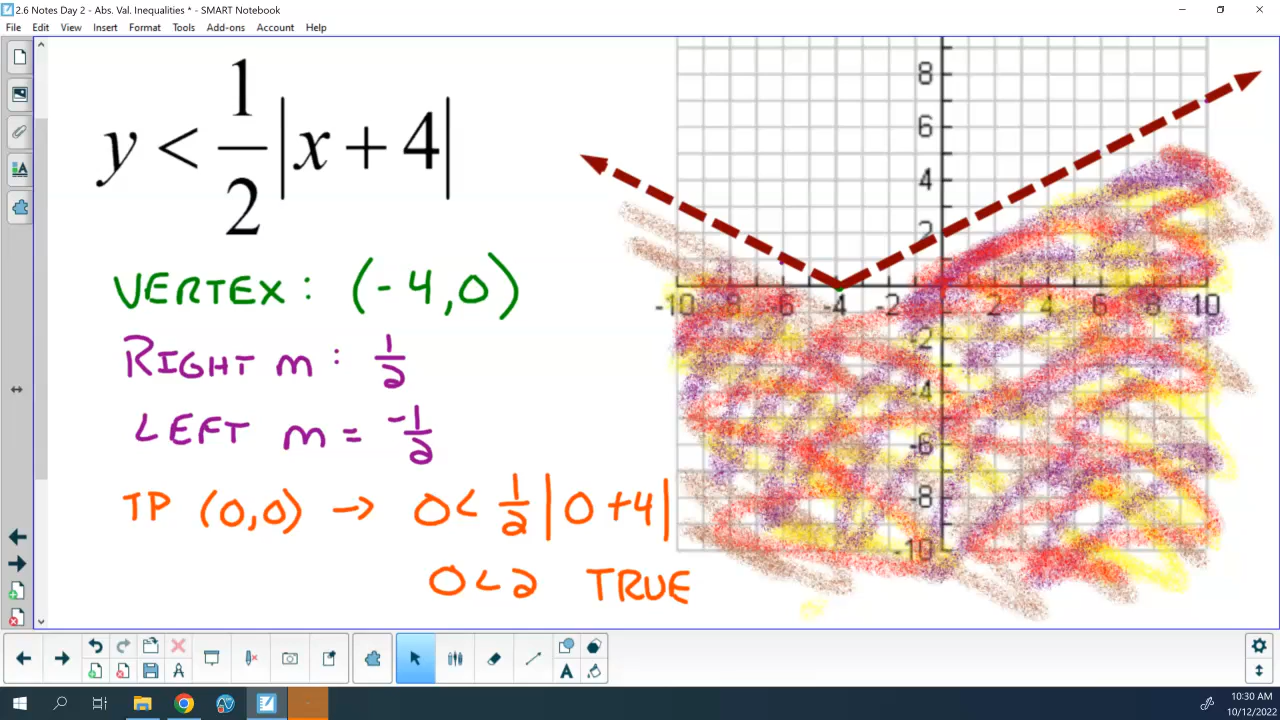 2.6 Notes Day 2 - Abs. Val. Inequalities * - SMART Notebook
File Edit View Insert Format Tools Add-ons Account Help
y < 1/2 |x + 4|
VERTEX : (-4,0)
RIGHT m : 1/2
LEFT m = -1/2
TP (0,0) → 0 < 1/2 |0 + 4|
0 < 2 TRUE
8
6
4
2
-10 -4 -2 2 4 6 8 10
-2
-4
-6
-8
-10
10:30 AM
10/12/2022